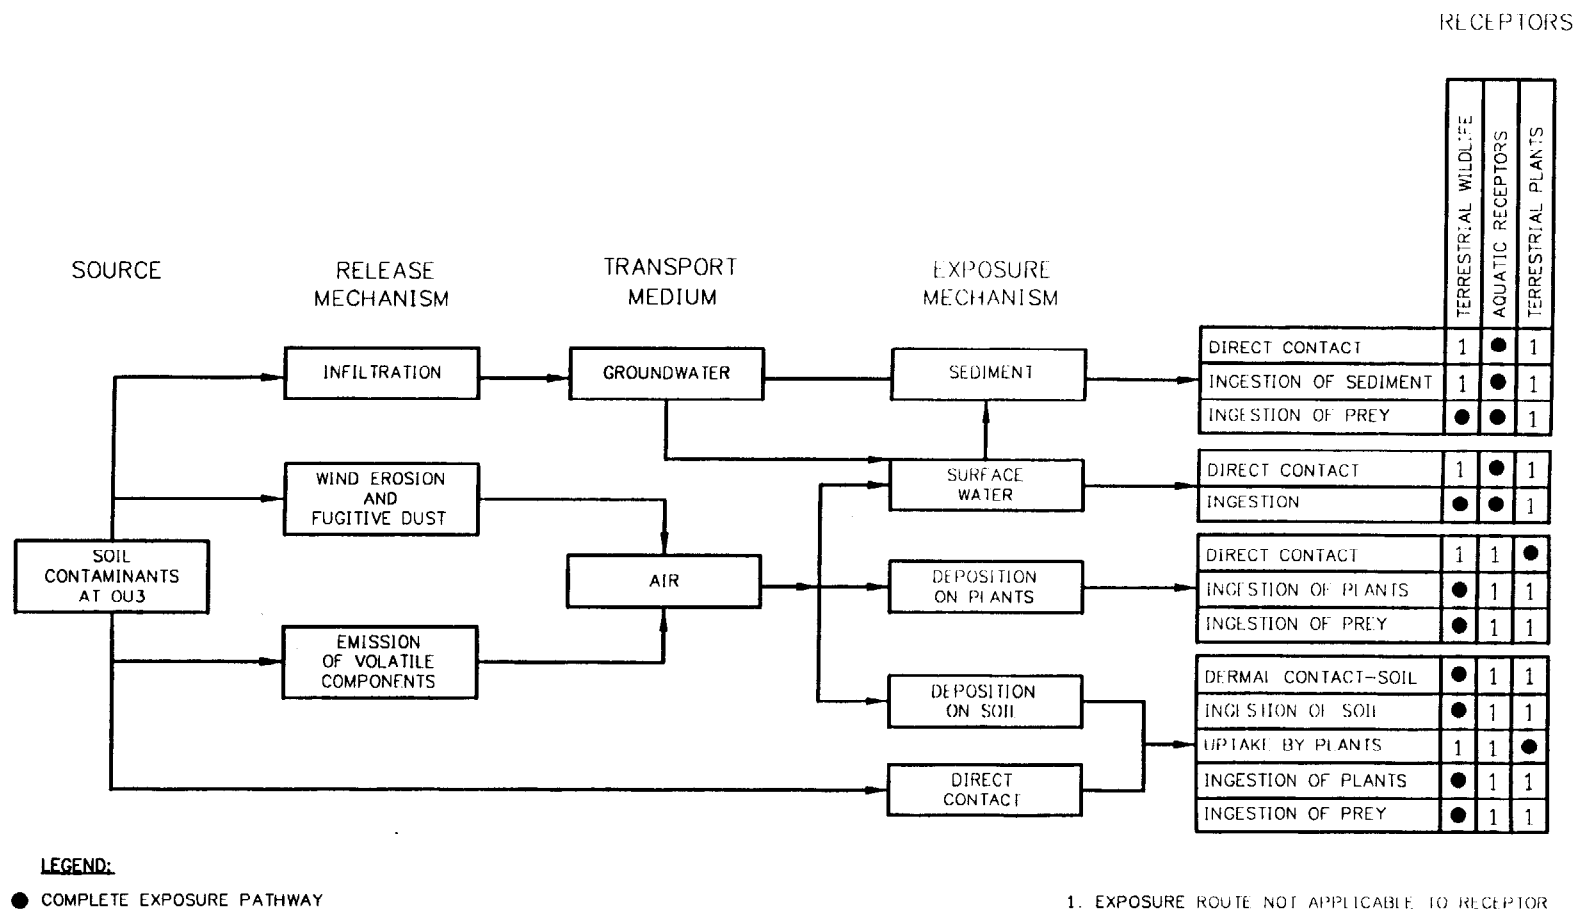 RECEPTORS
TERRESTRIAL WILDLIFE
AQUATIC RECEPTORS
TERRESTRIAL PLANTS
SOURCE
RELEASE
MECHANISM
TRANSPORT
MEDIUM
EXPOSURE
MECHANISM
INFILTRATION
GROUNDWATER
SEDIMENT
DIRECT CONTACT 1 ● 1
INGESTION OF SEDIMENT 1 ● 1
INGESTION OF PREY ● ● 1
WIND EROSION
AND
FUGITIVE DUST
SURFACE
WATER
DIRECT CONTACT 1 ● 1
INGESTION ● ● 1
SOIL
CONTAMINANTS
AT OU3
AIR
DEPOSITION
ON PLANTS
DIRECT CONTACT 1 1 ●
INGESTION OF PLANTS ● 1 1
INGESTION OF PREY ● 1 1
EMISSION
OF VOLATILE
COMPONENTS
DEPOSITION
ON SOIL
DERMAL CONTACT-SOIL ● 1 1
INGESTION OF SOIL ● 1 1
UPTAKE BY PLANTS 1 1 ●
INGESTION OF PLANTS ● 1 1
INGESTION OF PREY ● 1 1
DIRECT
CONTACT
LEGEND:
● COMPLETE EXPOSURE PATHWAY
1. EXPOSURE ROUTE NOT APPLICABLE TO RECEPTOR